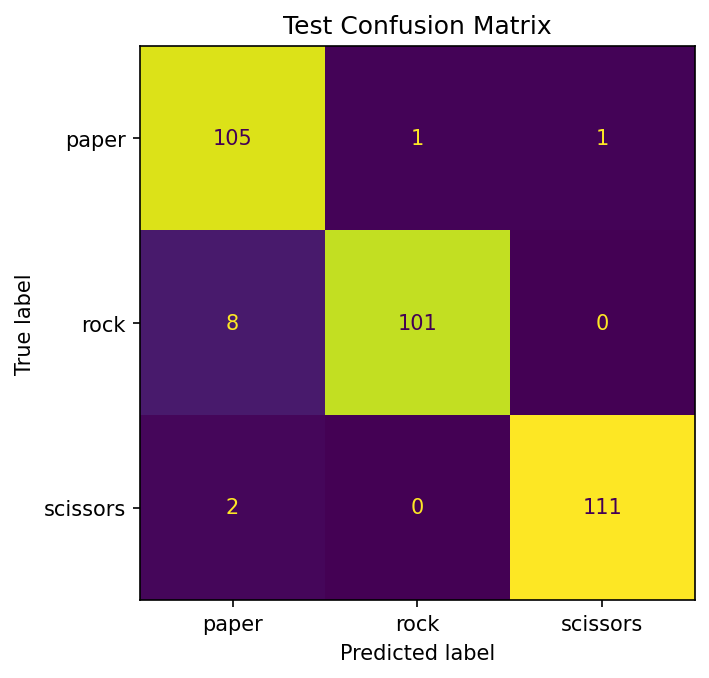 Test Confusion Matrix
True label
paper 105 1 1
rock 8 101 0
scissors 2 0 111
paper rock scissors
Predicted label